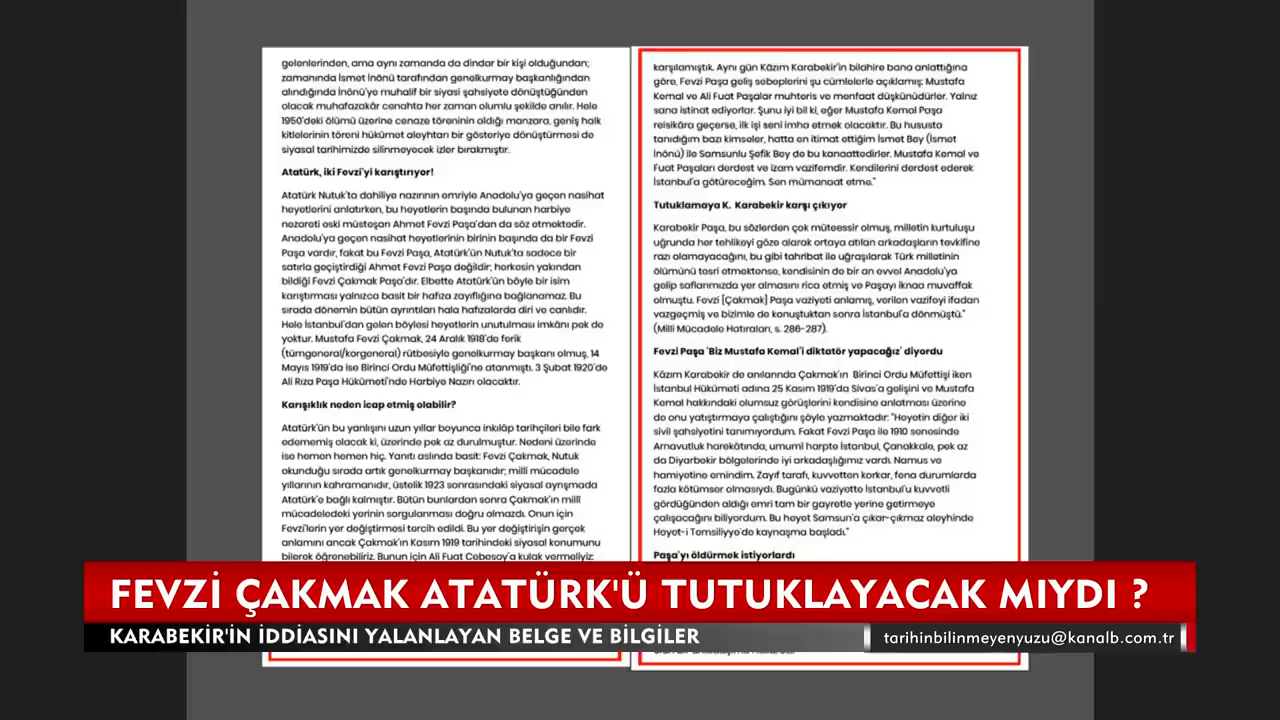 gelenlerinden, ama aynı zamanda da dindar bir kişi olduğundan;
zamanında İsmet İnönü tarafından genelkurmay başkanlığından
alındığında İnönü'ye muhalif bir siyasi şahsiyete dönüştüğünden
olacak muhafazakâr cenahta her zaman olumlu şekilde anılır. Hele
1950'deki ölümü üzerine cenaze töreninin aldığı manzara, geniş halk
kitlelerinin töreni hükümet aleyhtarı bir gösteriye dönüştürmesi de
siyasal tarihimizde silinmeyecek izler bırakmıştır.
Atatürk, iki Fevzi'yi karıştırıyor!
Atatürk Nutuk'ta dahiliye nazırının emriyle Anadolu'ya geçen nasihat
heyetlerini anlatırken, bu heyetlerin başında bulunan harbiye
nezareti eski müsteşarı Ahmet Fevzi Paşa'dan da söz etmektedir.
Anadolu'ya geçen nasihat heyetlerinin birinin başında da bir Fevzi
Paşa vardır, fakat bu Fevzi Paşa, Atatürk'ün Nutuk'ta sadece bir
satırla geçiştirdiği Ahmet Fevzi Paşa değildir; herkesin yakından
bildiği Fevzi Çakmak Paşa'dır. Elbette Atatürk'ün böyle bir isim
karıştırması yalnızca basit bir hafıza zayıflığına bağlanamaz. Bu
sırada dönemin bütün ayrıntıları hala hafızalarda diri ve canlıdır.
Hele İstanbul'dan gelen böylesi heyetlerin unutulması imkânı pek de
yoktur. Mustafa Fevzi Çakmak, 24 Aralık 1918'de ferik
(tümgeneral/korgeneral) rütbesiyle genelkurmay başkanı olmuş, 14
Mayıs 1919'da ise Birinci Ordu Müfettişliği'ne atanmıştı. 3 Şubat 1920'de
Ali Rıza Paşa Hükümeti'nde Harbiye Nazırı olacaktır.
Karışıklık neden icap etmiş olabilir?
Atatürk'ün bu yanlışını uzun yıllar boyunca inkılâp tarihçileri bile fark
edememiş olacak ki, üzerinde pek az durulmuştur. Nedeni üzerinde
ise hemen hemen hiç. Yanıtı aslında basit: Fevzi Çakmak, Nutuk
okunduğu sırada artık genelkurmay başkanıdır; millî mücadele
yıllarının kahramanıdır, üstelik 1923 sonrasındaki siyasal ayrışmada
Atatürk'e bağlı kalmıştır. Bütün bunlardan sonra Çakmak'ın millî
mücadeledeki yerinin sorgulanması doğru olmazdı. Onun için
Fevzi'lerin yer değiştirmesi tercih edildi. Bu yer değiştirişin gerçek
anlamını ancak Çakmak'ın Kasım 1919 tarihindeki siyasal konumunu
bilerek öğrenebiliriz. Bunun için Ali Fuat Cebesoy'a kulak vermeliyiz:
karşılamıştık. Aynı gün Kâzım Karabekir'in bilahire bana anlattığına
göre, Fevzi Paşa geliş sebeplerini şu cümlelerle açıklamış: Mustafa
Kemal ve Ali Fuat Paşalar muhteris ve menfaat düşkünüdürler. Yalnız
sana istinat ediyorlar. Şunu iyi bil ki, eğer Mustafa Kemal Paşa
reisikâra geçerse, ilk işi seni imha etmek olacaktır. Bu hususta
tanıdığım bazı kimseler, hatta en itimat ettiğim İsmet Bey (İsmet
İnönü) ile Samsunlu Şefik Bey de bu kanaattedirler. Mustafa Kemal ve
Fuat Paşaları derdest ve izam vazifemdir. Kendilerini derdest ederek
İstanbul'a götüreceğim. Sen mümanaat etme."
Tutuklamaya K. Karabekir karşı çıkıyor
Karabekir Paşa, bu sözlerden çok müteessir olmuş, milletin kurtuluşu
uğrunda her tehlikeyi göze alarak ortaya atılan arkadaşların tevkifine
razı olamayacağını, bu gibi tahribat ile uğraşılarak Türk milletinin
ölümünü tesri etmektense, kendisinin de bir an evvel Anadolu'ya
gelip saflarımızda yer almasını rica etmiş ve Paşayı iknaa muvaffak
olmuştu. Fevzi [Çakmak] Paşa vaziyeti anlamış, verilen vazifeyi ifadan
vazgeçmiş ve bizimle de konuştuktan sonra İstanbul'a dönmüştü."
(Milli Mücadele Hatıraları, s. 286-287).
Fevzi Paşa 'Biz Mustafa Kemal'i diktatör yapacağız' diyordu
Kâzım Karabekir de anılarında Çakmak'ın Birinci Ordu Müfettişi iken
İstanbul Hükümeti adına 25 Kasım 1919'da Sivas'a gelişini ve Mustafa
Kemal hakkındaki olumsuz görüşlerini kendisine anlatması üzerine
de onu yatıştırmaya çalıştığını şöyle yazmaktadır: "Heyetin diğer iki
sivil şahsiyetini tanımıyordum. Fakat Fevzi Paşa ile 1910 senesinde
Arnavutluk harekâtında, umumî harpte İstanbul, Çanakkale, pek az
da Diyarbekir bölgelerinde iyi arkadaşlığımız vardı. Namus ve
hamiyetine emindim. Zayıf tarafı, kuvvetten korkar, fena durumlarda
fazla kötümser olmasıydı. Bugünkü vaziyette İstanbul'u kuvvetli
gördüğünden aldığı emri tam bir gayretle yerine getirmeye
çalışacağını biliyordum. Bu heyet Samsun'a çıkar-çıkmaz aleyhinde
Heyet-i Temsiliyye'de kaynaşma başladı."
Paşa'yı öldürmek istiyorlardı
FEVZİ ÇAKMAK ATATÜRK'Ü TUTUKLAYACAK MIYDI ?
KARABEKİR'İN İDDİASINI YALANLAYAN BELGE VE BİLGİLER
tarihinbilinmeyenyuzu@kanalb.com.tr